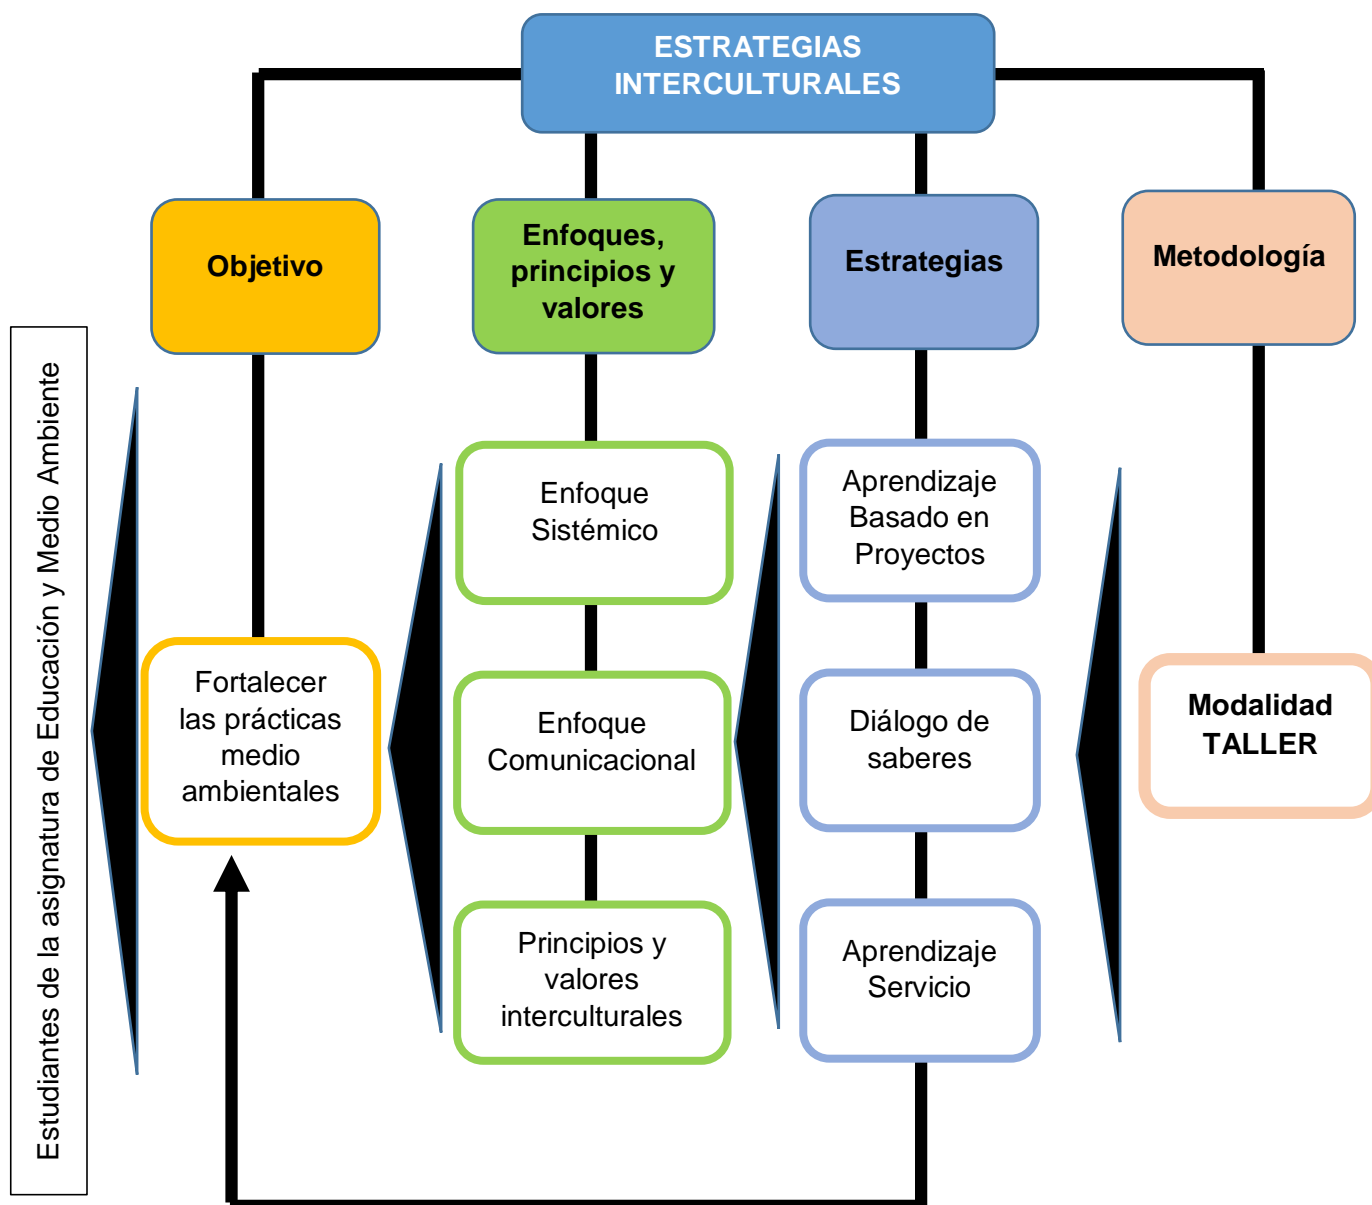 ESTRATEGIAS
INTERCULTURALES
Objetivo
Enfoques,
principios y
valores
Estrategias
Metodología
Estudiantes de la asignatura de Educación y Medio Ambiente
Fortalecer
las prácticas
medio
ambientales
Enfoque
Sistémico
Enfoque
Comunicacional
Principios y
valores
interculturales
Aprendizaje
Basado en
Proyectos
Diálogo de
saberes
Aprendizaje
Servicio
Modalidad
TALLER